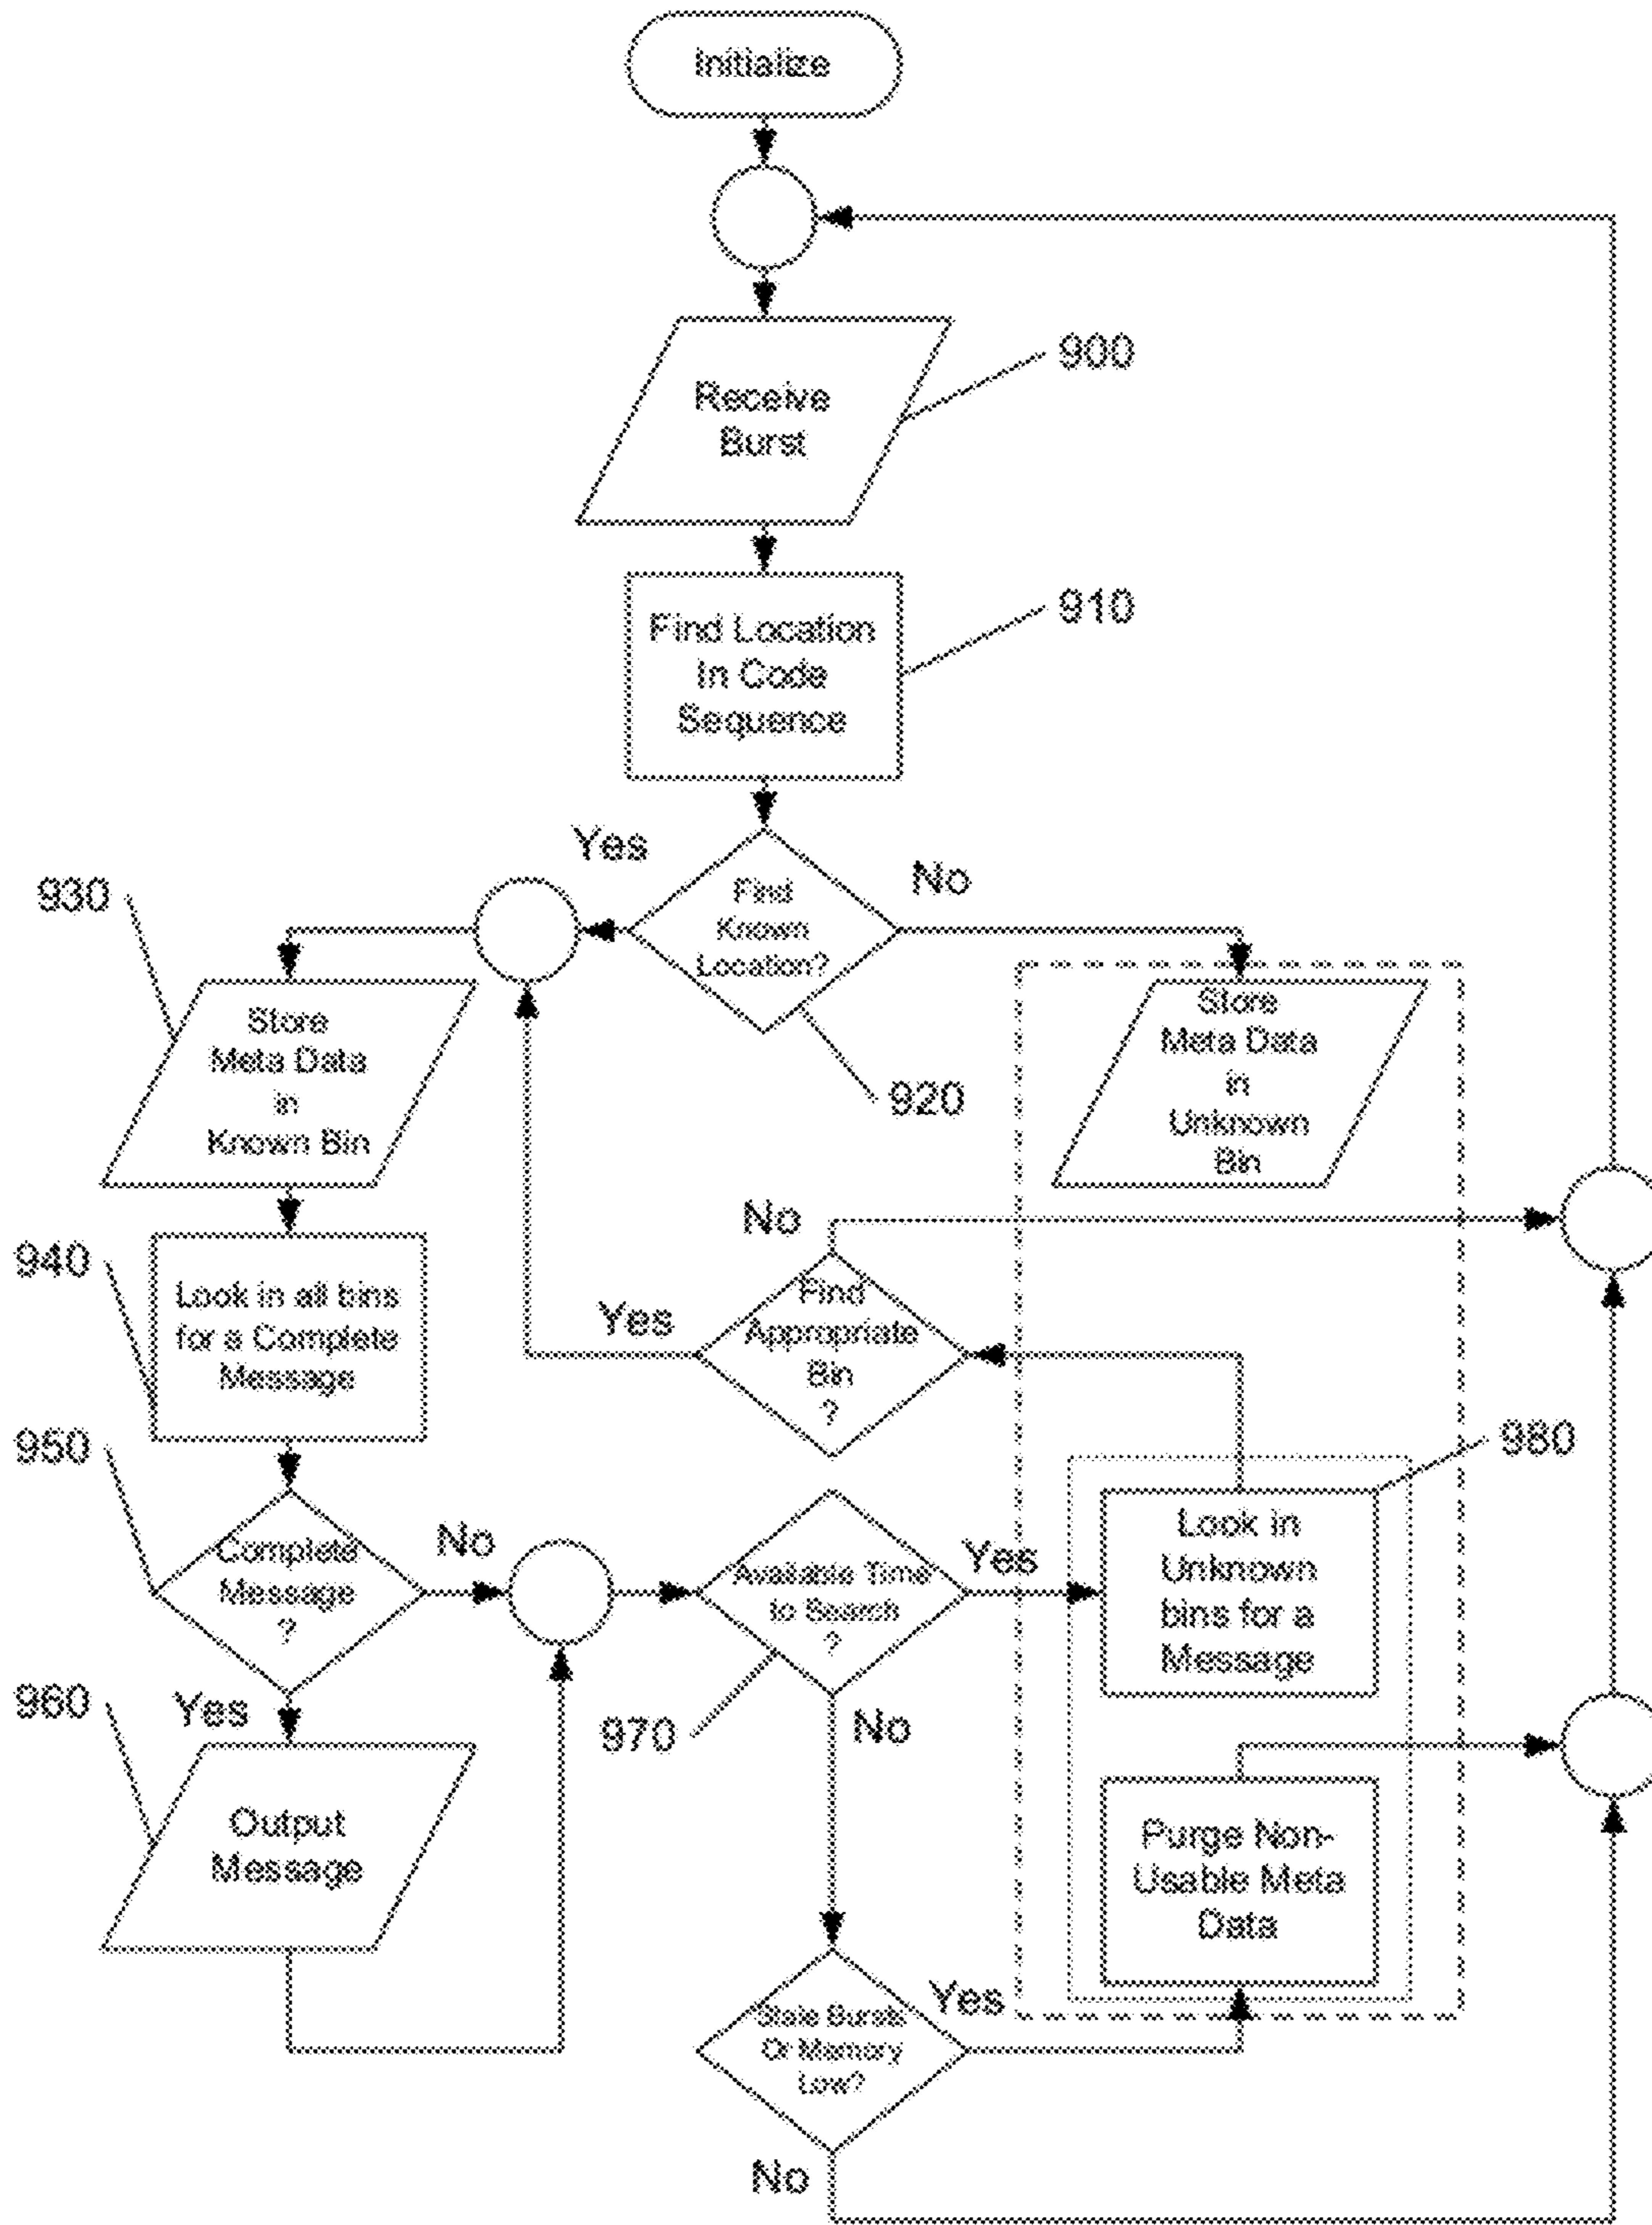 Initialize
Receive
Burst
900
Find Location
In Code
Sequence
910
Yes
Find
Known
Location?
No
920
930
Store
Meta Data
in
Known Bin
Store
Meta Data
in
Unknown
Bin
940
Look in all bins
for a Complete
Message
No
Yes
Find
Appropriate
Bin
?
950
Complete
Message
?
No
Available Time
to Search
?
Yes
970
No
980
Look in
Unknown
bins for a
Message
960
Yes
Output
Message
Purge Non-
Usable Meta
Data
Stale Bursts
Or Memory
Low?
Yes
No